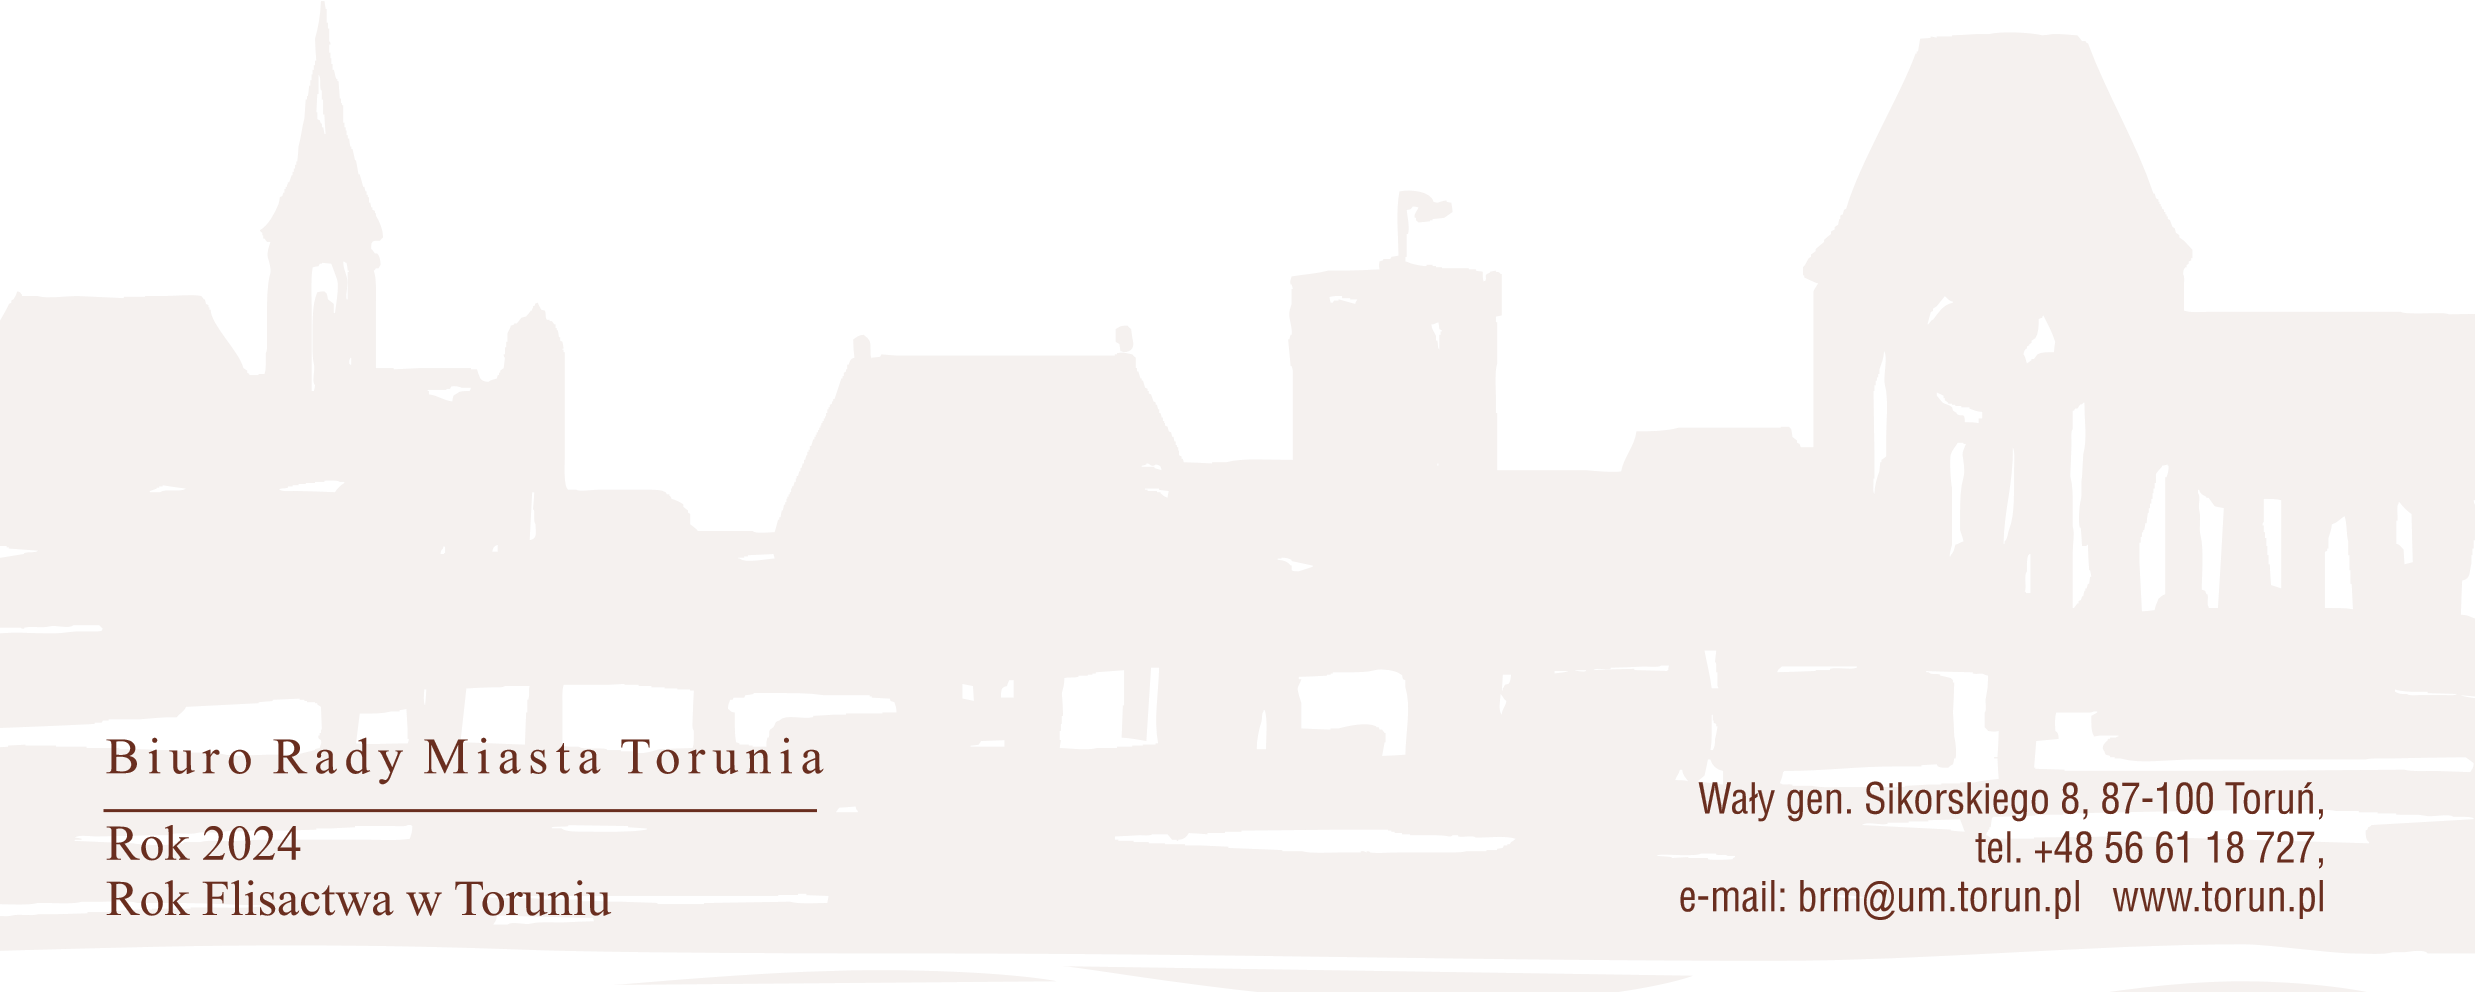 Biuro Rady Miasta Torunia
Rok 2024
Rok Flisactwa w Toruniu
Wały gen. Sikorskiego 8, 87-100 Toruń,
tel. +48 56 61 18 727,
e-mail: brm@um.torun.pl www.torun.pl